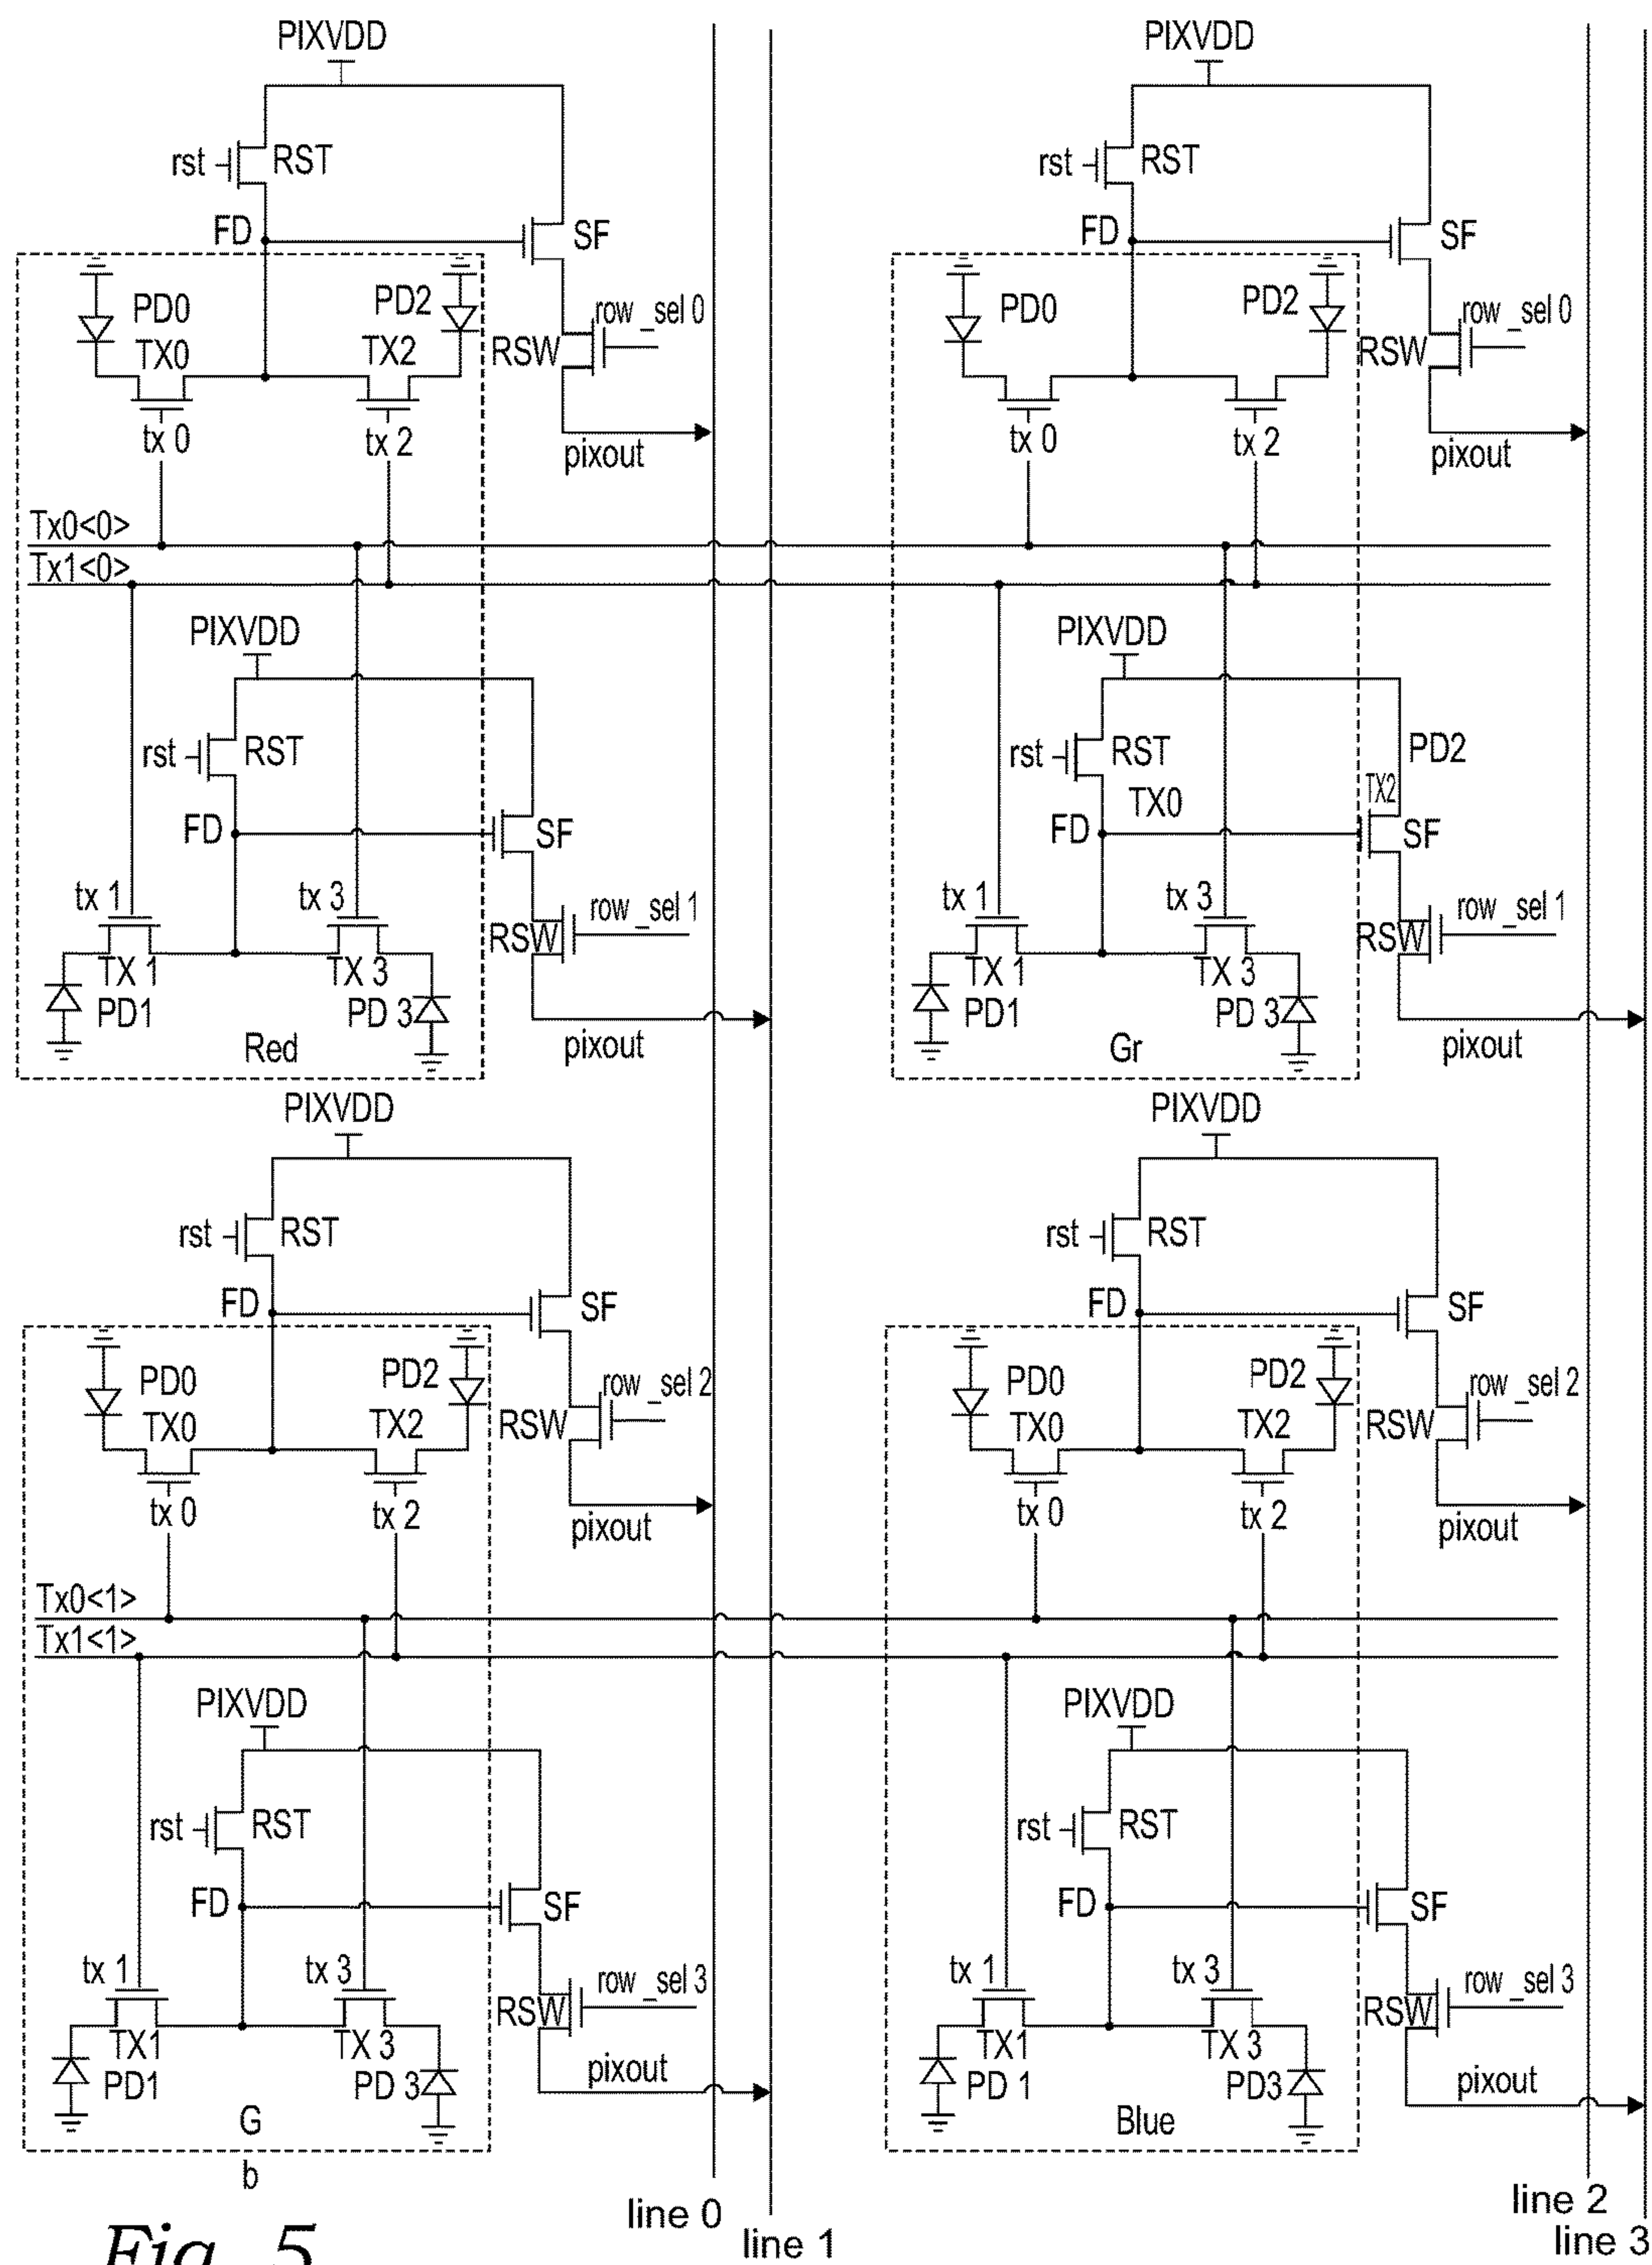 PIXVDD PIXVDD
rst RST rst RST
FD SF FD SF
PD0 PD2 row_sel 0 PD0 PD2 row_sel 0
TX0 TX2 RSW RSW
tx 0 tx 2 pixout tx 0 tx 2 pixout
Tx0<0>
Tx1<0>
PIXVDD PIXVDD
rst RST rst RST PD2
TX0 TX2
FD SF FD SF
tx 1 tx 3 row_sel 1 tx 1 tx 3 row_sel 1
RSW RSW
TX 1 TX 3 TX 1 TX 3
PD1 PD 3 PD1 PD 3
Red pixout Gr pixout
PIXVDD PIXVDD
rst RST rst RST
FD SF FD SF
PD0 PD2 row_sel 2 PD0 PD2 row_sel 2
TX0 TX2 RSW TX0 TX2 RSW
tx 0 tx 2 pixout tx 0 tx 2 pixout
Tx0<1>
Tx1<1>
PIXVDD PIXVDD
rst RST rst RST
FD SF FD SF
tx 1 tx 3 row_sel 3 tx 1 tx 3 row_sel 3
RSW RSW
TX1 TX 3 TX1 TX 3
PD1 PD 3 pixout PD 1 PD3 pixout
G Blue
b
line 0 line 2
line 1 line 3
Fig. 5